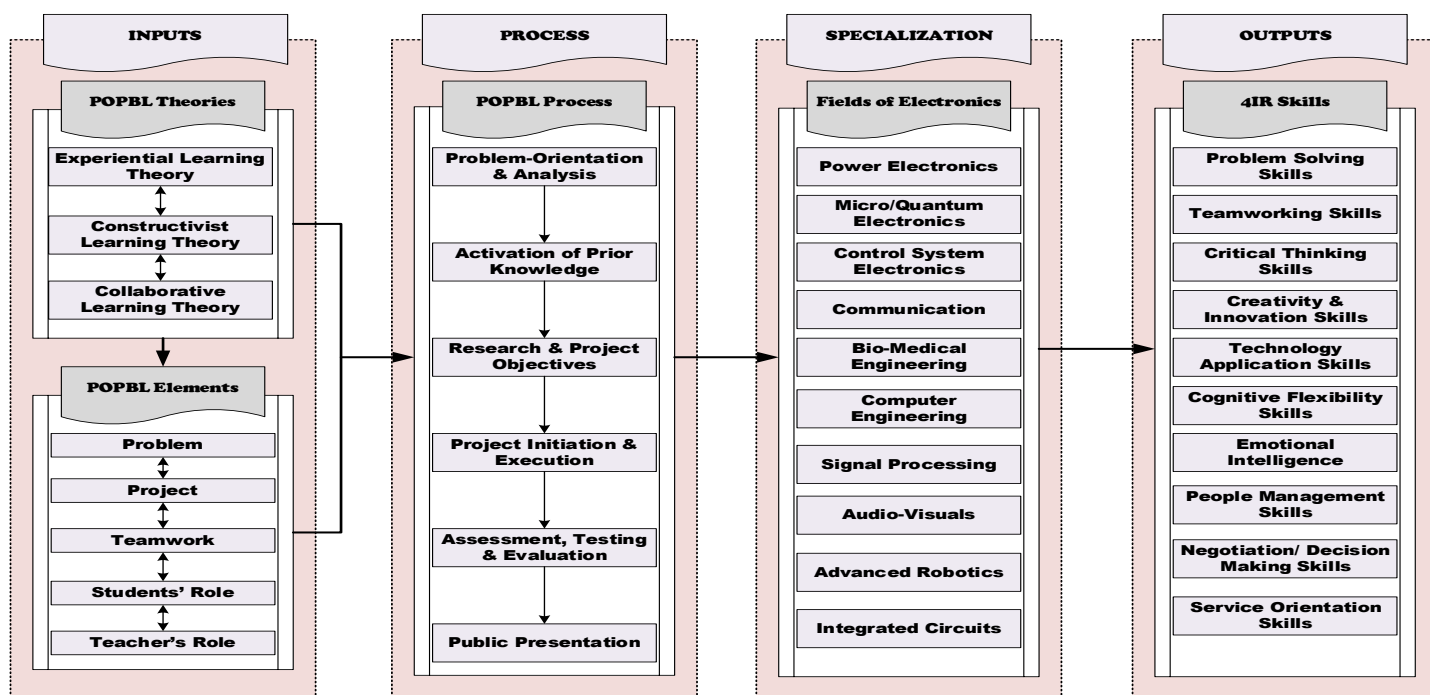 INPUTS
POPBL Theories
Experiential Learning
Theory
Constructivist
Learning Theory
Collaborative
Learning Theory
POPBL Elements
Problem
Project
Teamwork
Students’ Role
Teacher’s Role
PROCESS
POPBL Process
Problem-Orientation
& Analysis
Activation of Prior
Knowledge
Research & Project
Objectives
Project Initiation &
Execution
Assessment, Testing
& Evaluation
Public Presentation
SPECIALIZATION
Fields of Electronics
Power Electronics
Micro/Quantum
Electronics
Control System
Electronics
Communication
Bio-Medical
Engineering
Computer
Engineering
Signal Processing
Audio-Visuals
Advanced Robotics
Integrated Circuits
OUTPUTS
4IR Skills
Problem Solving
Skills
Teamworking Skills
Critical Thinking
Skills
Creativity &
Innovation Skills
Technology
Application Skills
Cognitive Flexibility
Skills
Emotional
Intelligence
People Management
Skills
Negotiation/ Decision
Making Skills
Service Orientation
Skills